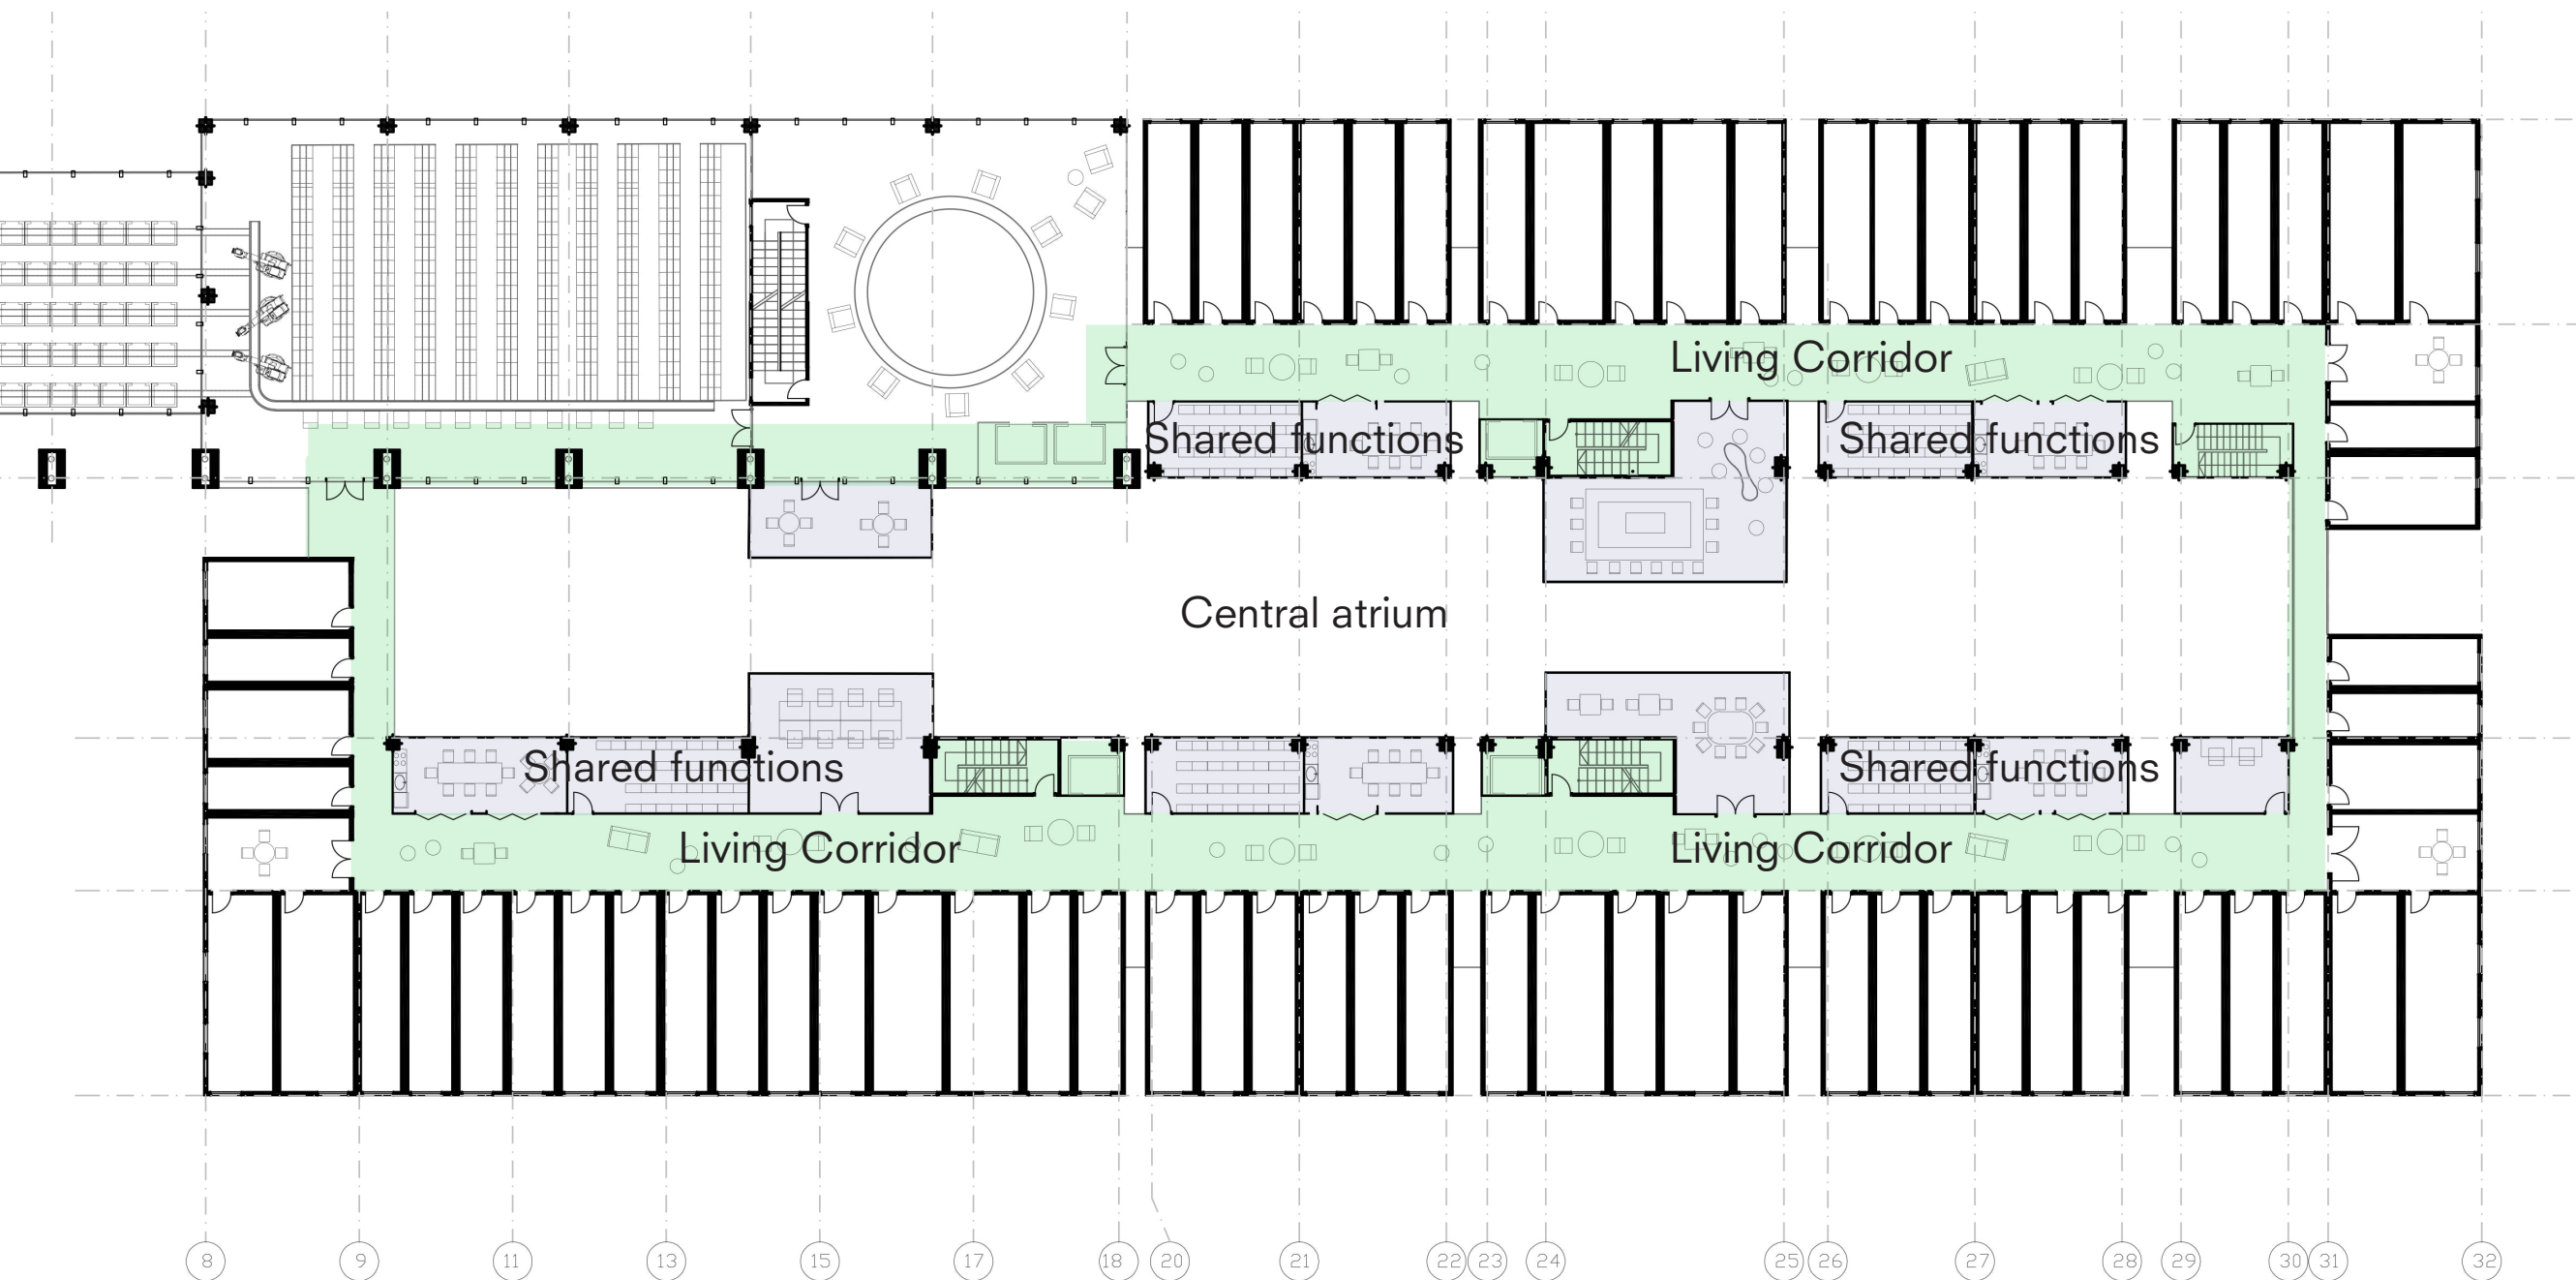 Living Corridor
Shared functions
Shared functions
Central atrium
Shared functions
Shared functions
Living Corridor
Living Corridor
8 9 11 13 15 17 18 20 21 22 23 24 25 26 27 28 29 30 31 32